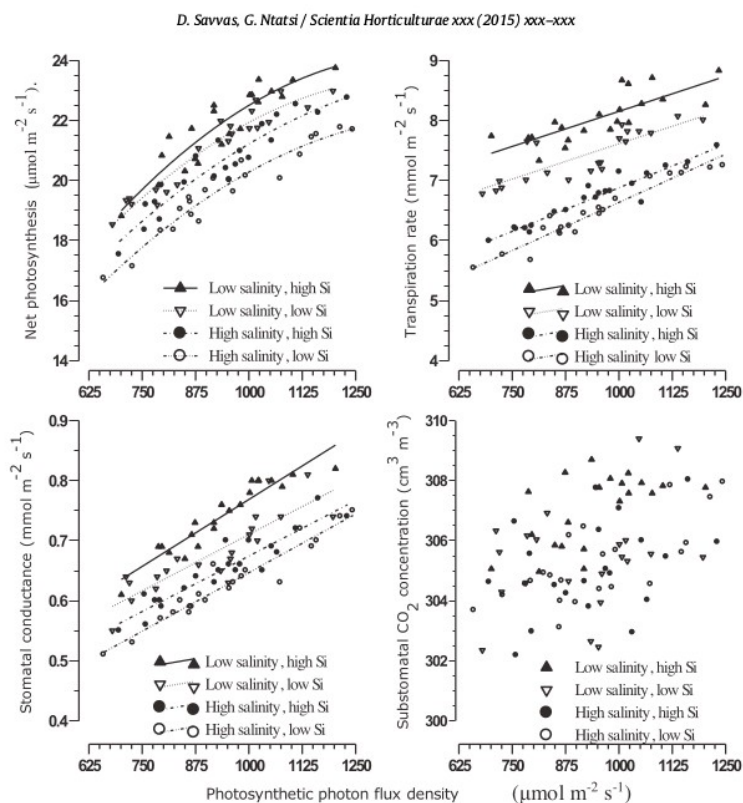 D. Savvas, G. Ntatsi / Scientia Horticulturae xxx (2015) xxx–xxx
Net photosynthesis (μmol m⁻² s⁻¹).
24
22
20
18
16
14
Low salinity, high Si
Low salinity, low Si
High salinity, high Si
High salinity, low Si
625 750 875 1000 1125 1250
Transpiration rate (mmol m⁻² s⁻¹)
9
8
7
6
5
4
Low salinity, high Si
Low salinity, low Si
High salinity, high Si
High salinity low Si
625 750 875 1000 1125 1250
Stomatal conductance (mmol m⁻² s⁻¹)
0.9
0.8
0.7
0.6
0.5
0.4
Low salinity, high Si
Low salinity, low Si
High salinity, high Si
High salinity, low Si
625 750 875 1000 1125 1250
Substomatal CO₂ concentration (cm³ m⁻³)
310
308
306
304
302
300
Low salinity, high Si
Low salinity, low Si
High salinity, high Si
High salinity, low Si
625 750 875 1000 1125 1250
Photosynthetic photon flux density (μmol m⁻² s⁻¹)